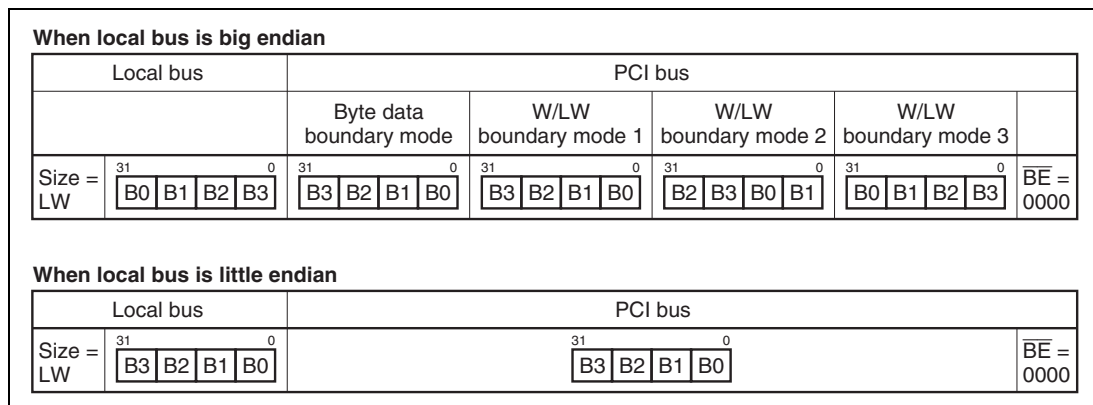 When local bus is big endian
Local bus PCI bus
Byte data boundary mode W/LW boundary mode 1 W/LW boundary mode 2 W/LW boundary mode 3
Size = LW 31 0 B0 B1 B2 B3 31 0 B3 B2 B1 B0 31 0 B3 B2 B1 B0 31 0 B2 B3 B0 B1 31 0 B0 B1 B2 B3 B̅E̅ = 0000
When local bus is little endian
Local bus PCI bus
Size = LW 31 0 B3 B2 B1 B0 31 0 B3 B2 B1 B0 B̅E̅ = 0000